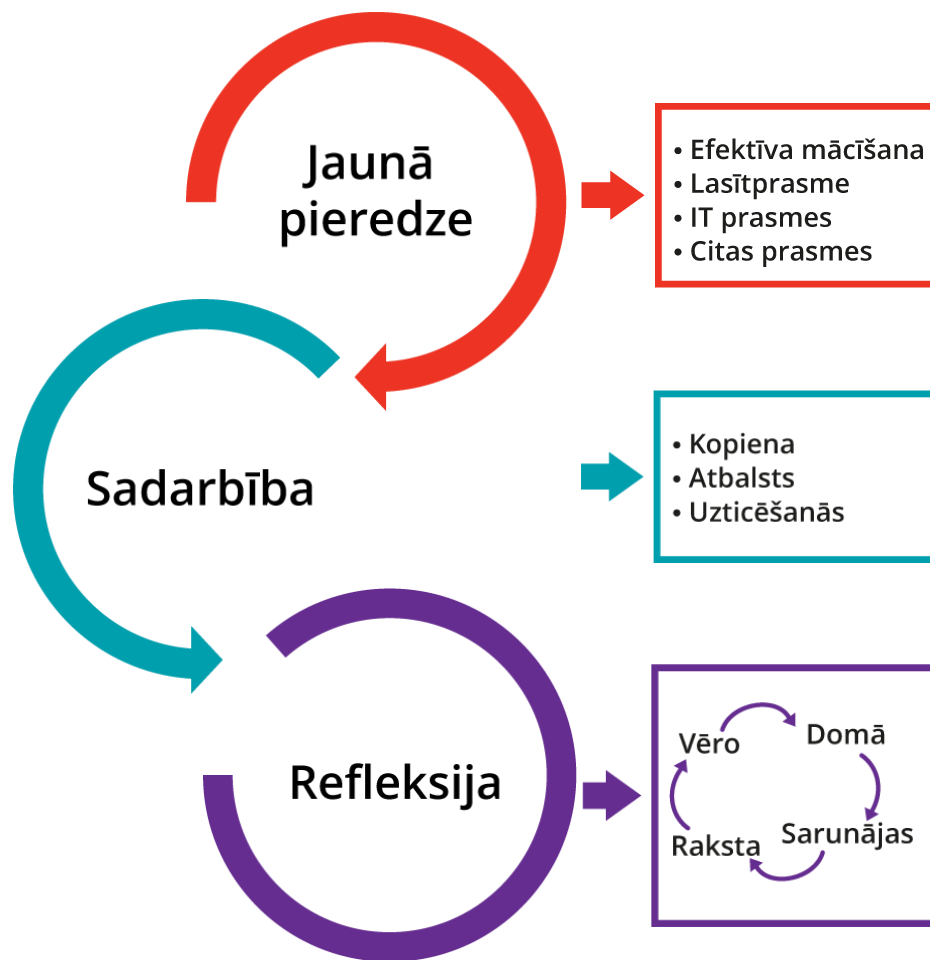 Jaunā
pieredze
• Efektīva mācīšana
• Lasītprasme
• IT prasmes
• Citas prasmes
Sadarbība
• Kopiena
• Atbalsts
• Uzticēšanās
Refleksija
Vēro
Domā
Sarunājas
Raksta